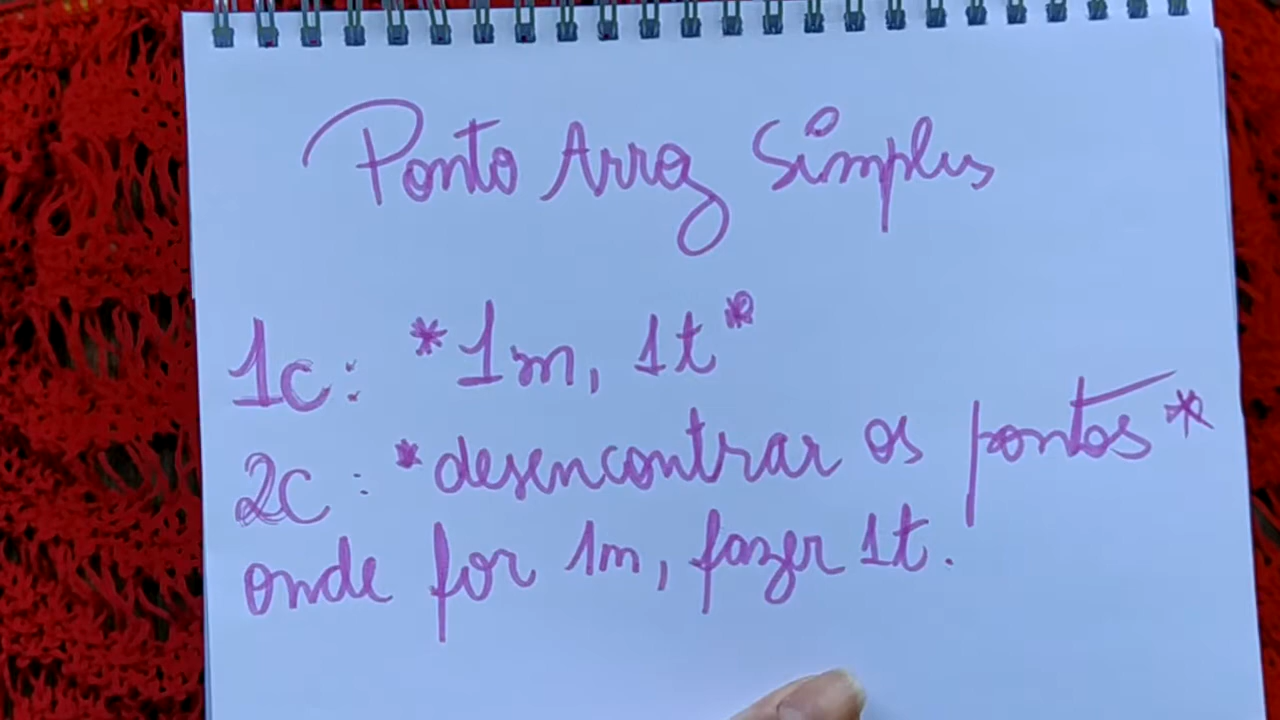 Ponto Arroz Simples
1c: *1m, 1t*
2c: *desencontrar os pontos*
onde for 1m, fazer 1t.